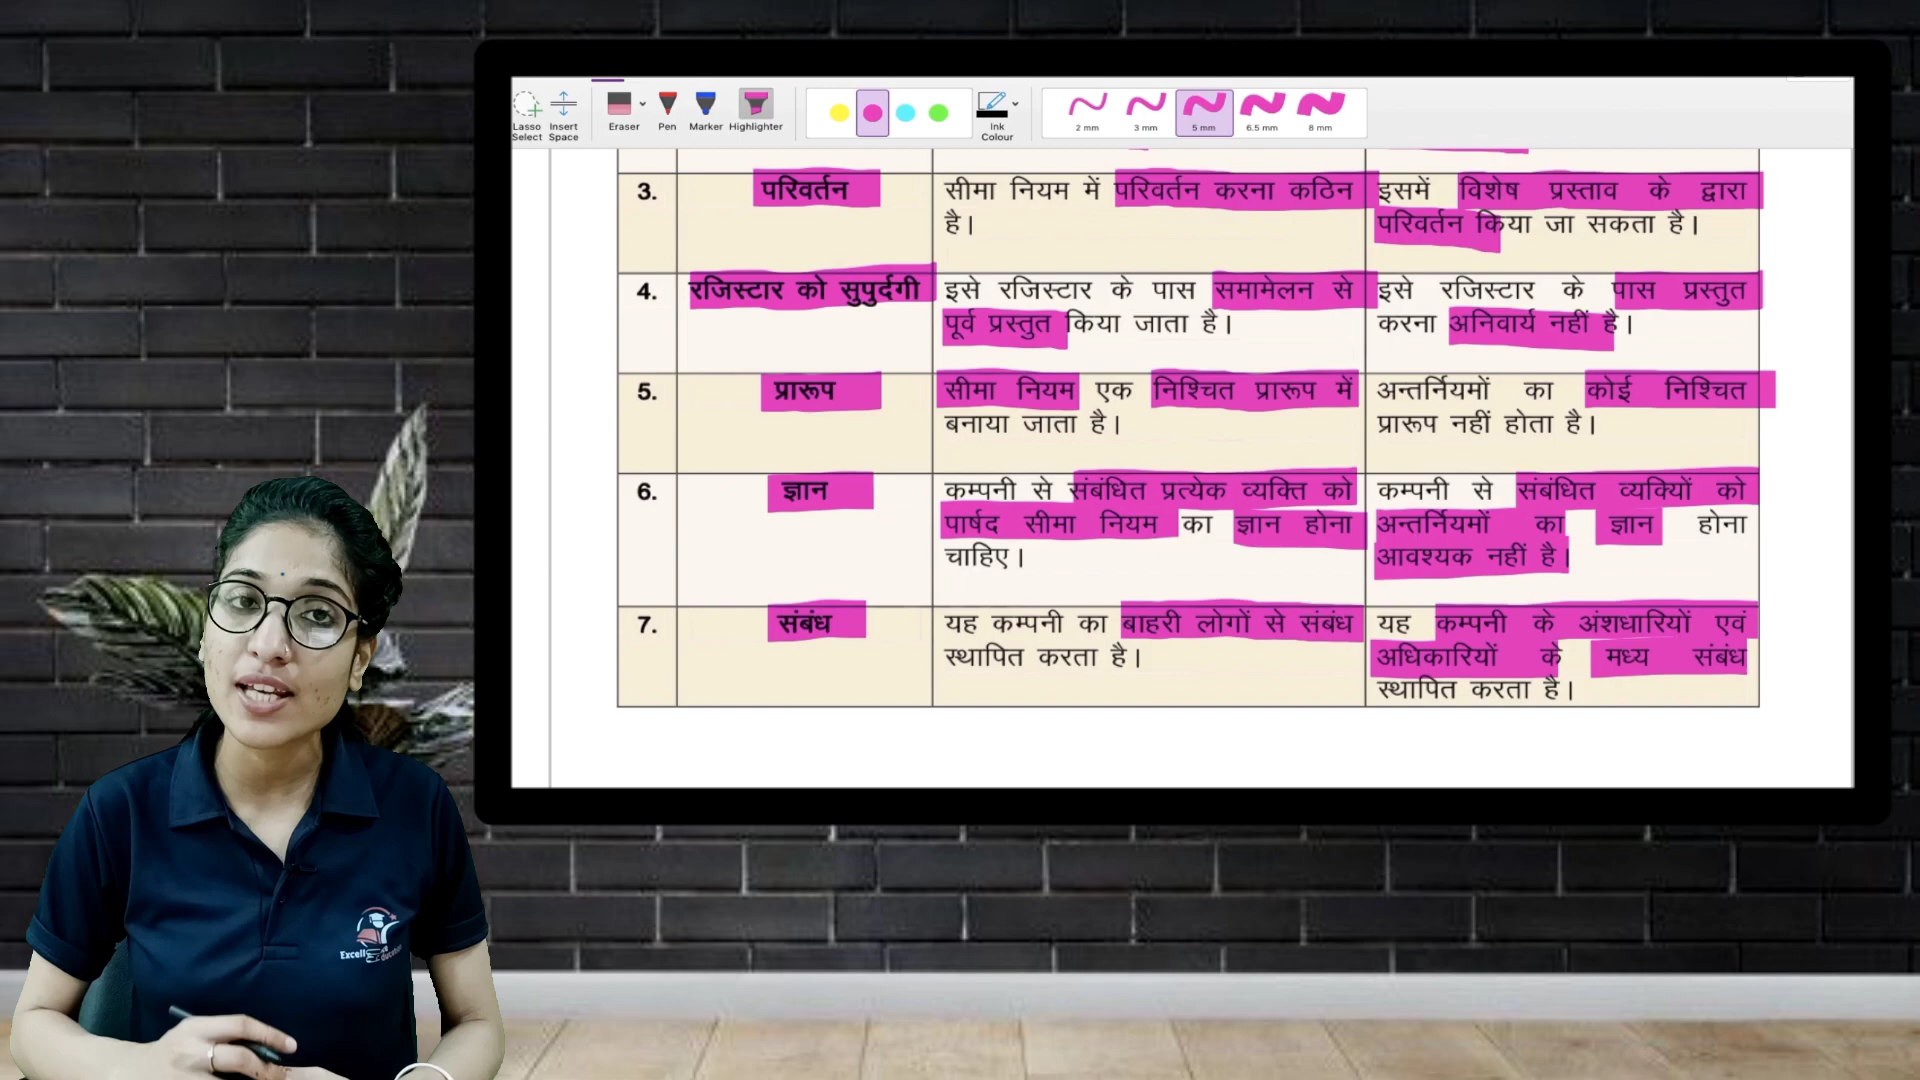 Lasso Select
Insert Space
Eraser
Pen
Marker
Highlighter
Ink Colour
2 mm
3 mm
5 mm
6.5 mm
8 mm
3.
परिवर्तन
सीमा नियम में परिवर्तन करना कठिन
है।
इसमें विशेष प्रस्ताव के द्वारा
परिवर्तन किया जा सकता है।
4.
रजिस्टार को सुपुर्दगी
इसे रजिस्टार के पास समामेलन से
पूर्व प्रस्तुत किया जाता है।
इसे रजिस्टार के पास प्रस्तुत
करना अनिवार्य नहीं है।
5.
प्रारूप
सीमा नियम एक निश्चित प्रारूप में
बनाया जाता है।
अन्तर्नियमों का कोई निश्चित
प्रारूप नहीं होता है।
6.
ज्ञान
कम्पनी से संबंधित प्रत्येक व्यक्ति को
पार्षद सीमा नियम का ज्ञान होना
चाहिए।
कम्पनी से संबंधित व्यक्यिों को
अन्तर्नियमों का ज्ञान होना
आवश्यक नहीं है।
7.
संबंध
यह कम्पनी का बाहरी लोगों से संबंध
स्थापित करता है।
यह कम्पनी के अंशधारियों एवं
अधिकारियों के मध्य संबंध
स्थापित करता है।